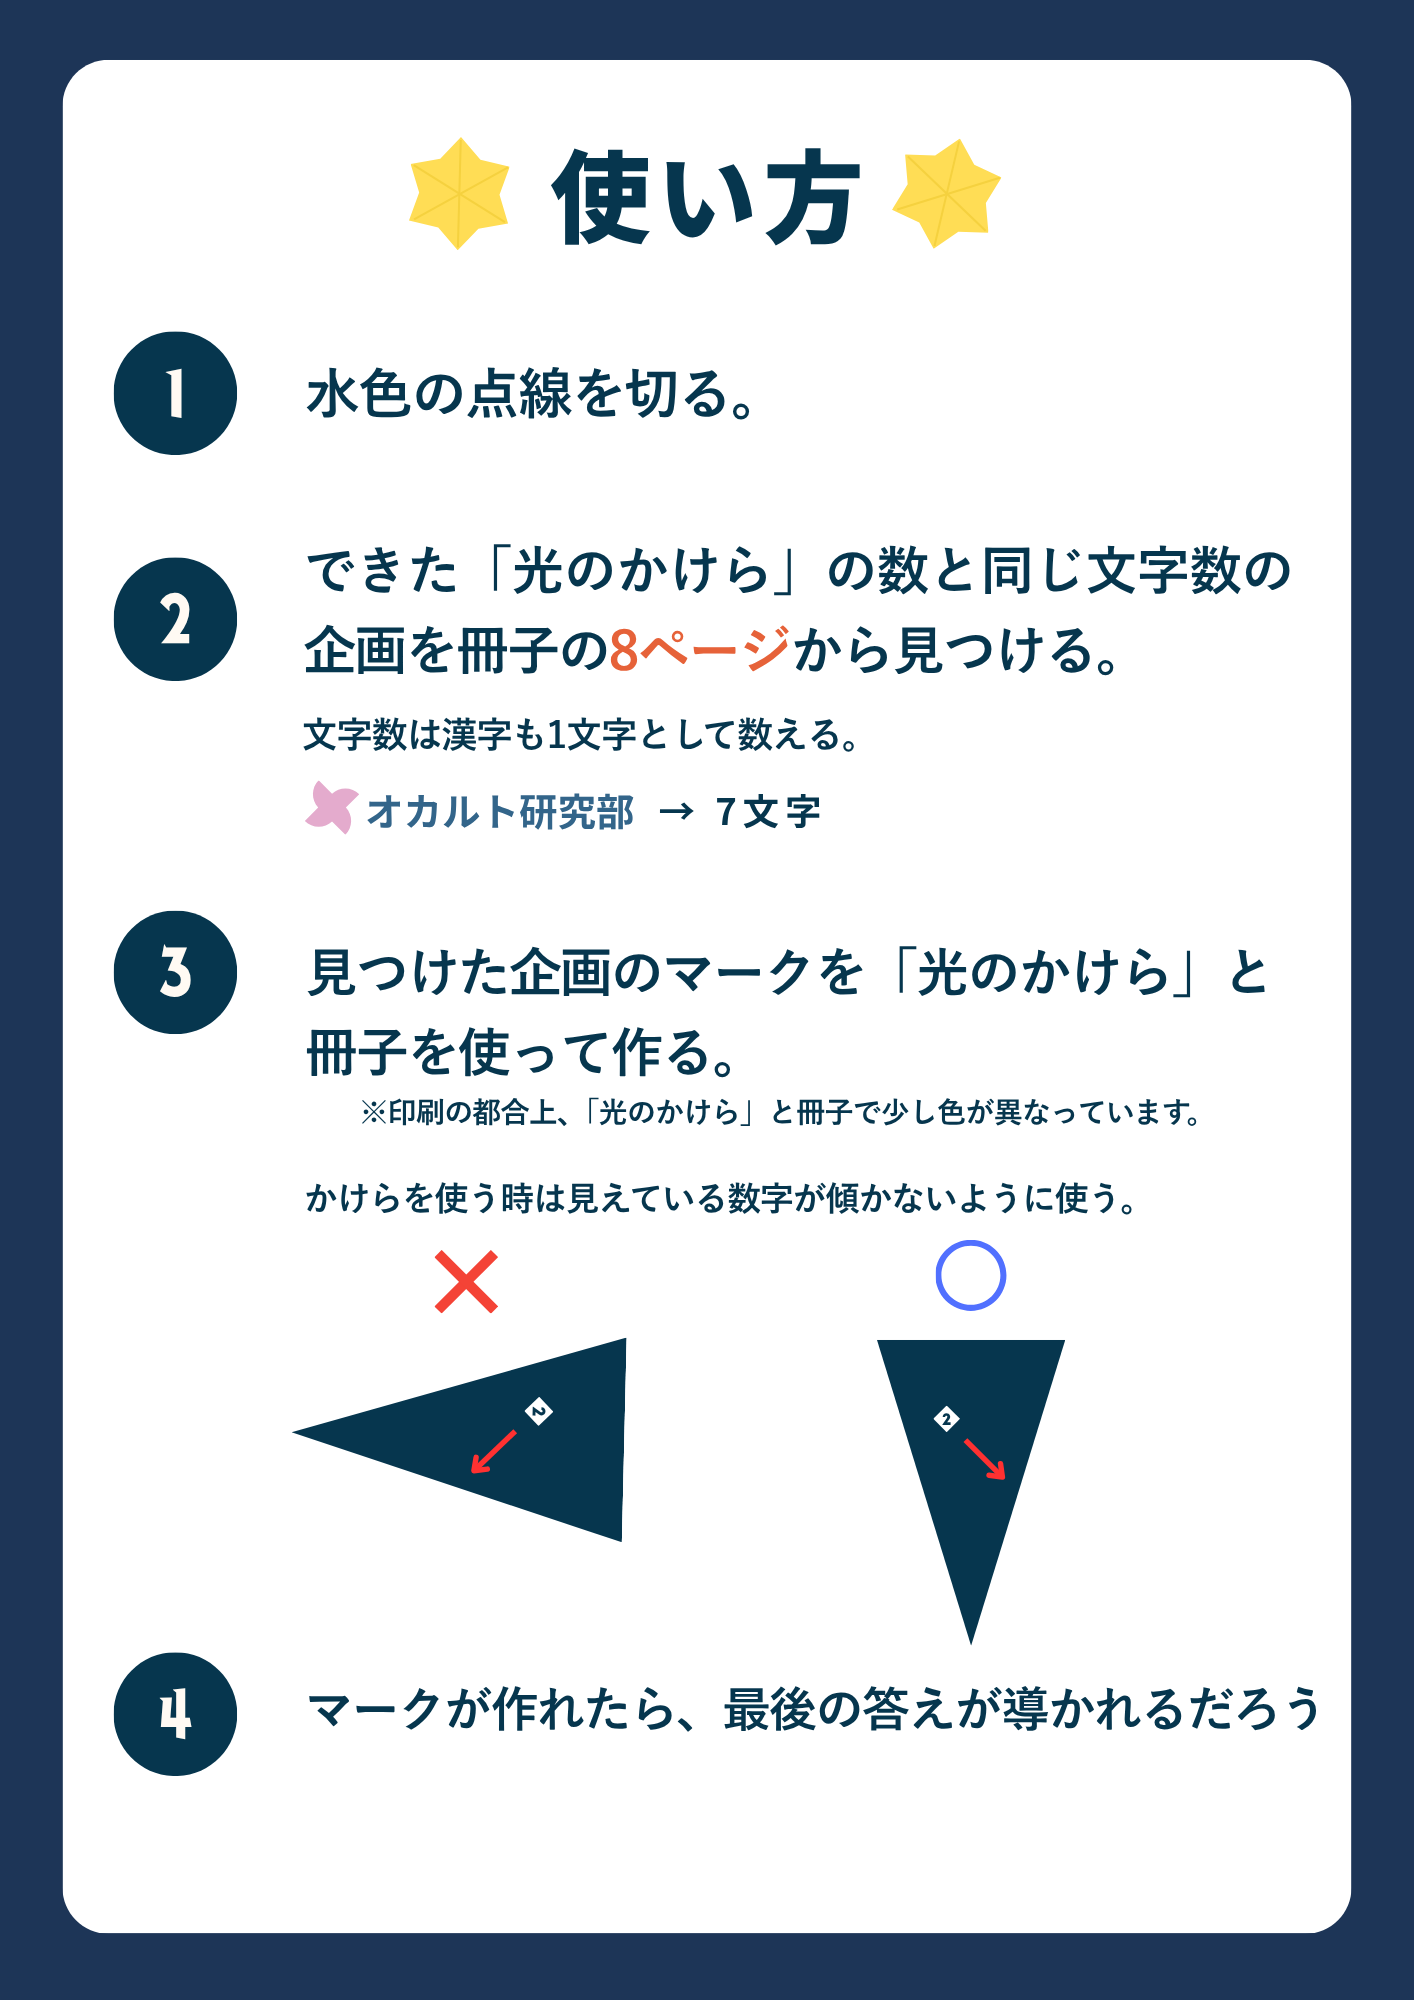 使い方
1
水色の点線を切る。
2
できた「光のかけら」の数と同じ文字数の
企画を冊子の8ページから見つける。
文字数は漢字も1文字として数える。
オカルト研究部 → 7文字
3
見つけた企画のマークを「光のかけら」と
冊子を使って作る。
※印刷の都合上、「光のかけら」と冊子で少し色が異なっています。
かけらを使う時は見えている数字が傾かないように使う。
2
2
4
マークが作れたら、最後の答えが導かれるだろう